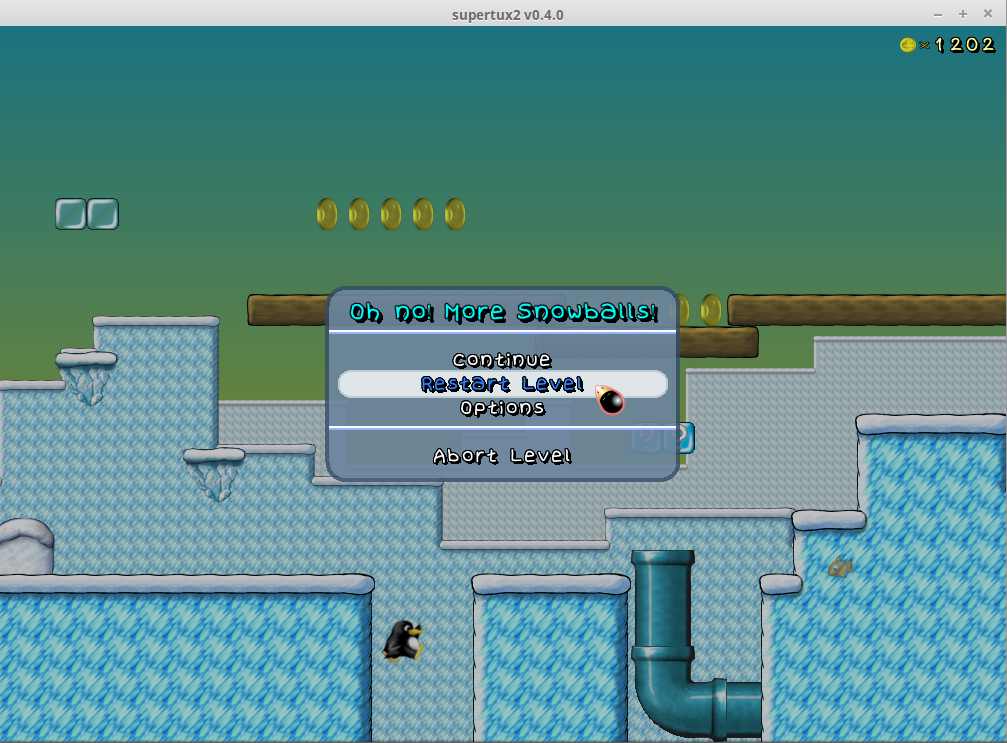 supertux2 v0.4.0
× 1202
Oh no! More Snowballs!
Continue
Restart Level
Options
?
Abort Level